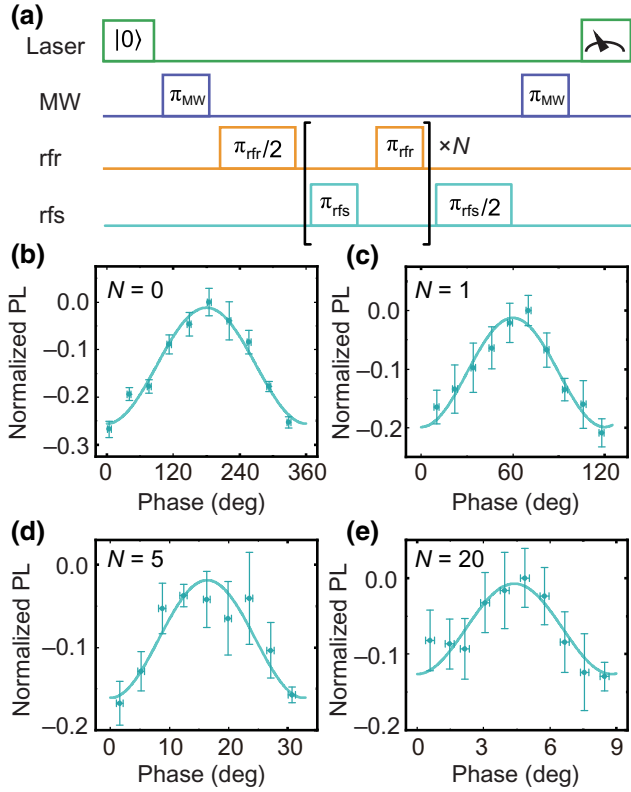 (a)
Laser |0⟩
MW π_MW π_MW
rfr π_rfr/2 π_rfr ×N
rfs π_rfs π_rfs/2
(b)
N = 0
Normalized PL
0.0
−0.1
−0.2
−0.3
0 120 240 360
Phase (deg)
(c)
N = 1
Normalized PL
0.0
−0.2
0 60 120
Phase (deg)
(d)
N = 5
Normalized PL
0.0
−0.1
−0.2
0 10 20 30
Phase (deg)
(e)
N = 20
Normalized PL
0.0
−0.1
−0.2
0 3 6 9
Phase (deg)